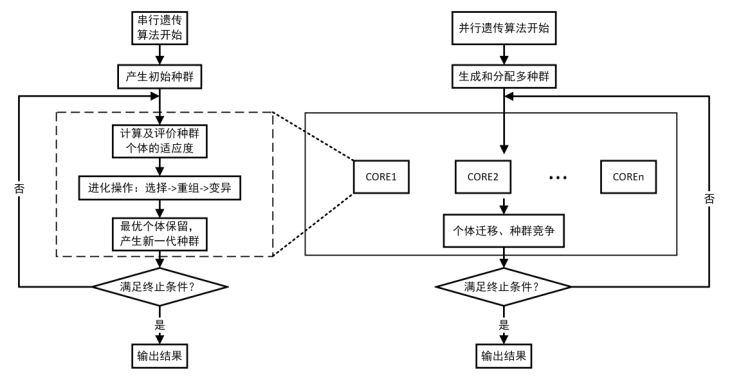 串行遗传
算法开始
产生初始种群
计算及评价种群
个体的适应度
进化操作：选择->重组->变异
最优个体保留，
产生新一代种群
否
满足终止条件？
是
输出结果
并行遗传算法开始
生成和分配多种群
CORE1
CORE2
•••
COREn
个体迁移、种群竞争
否
满足终止条件？
是
输出结果